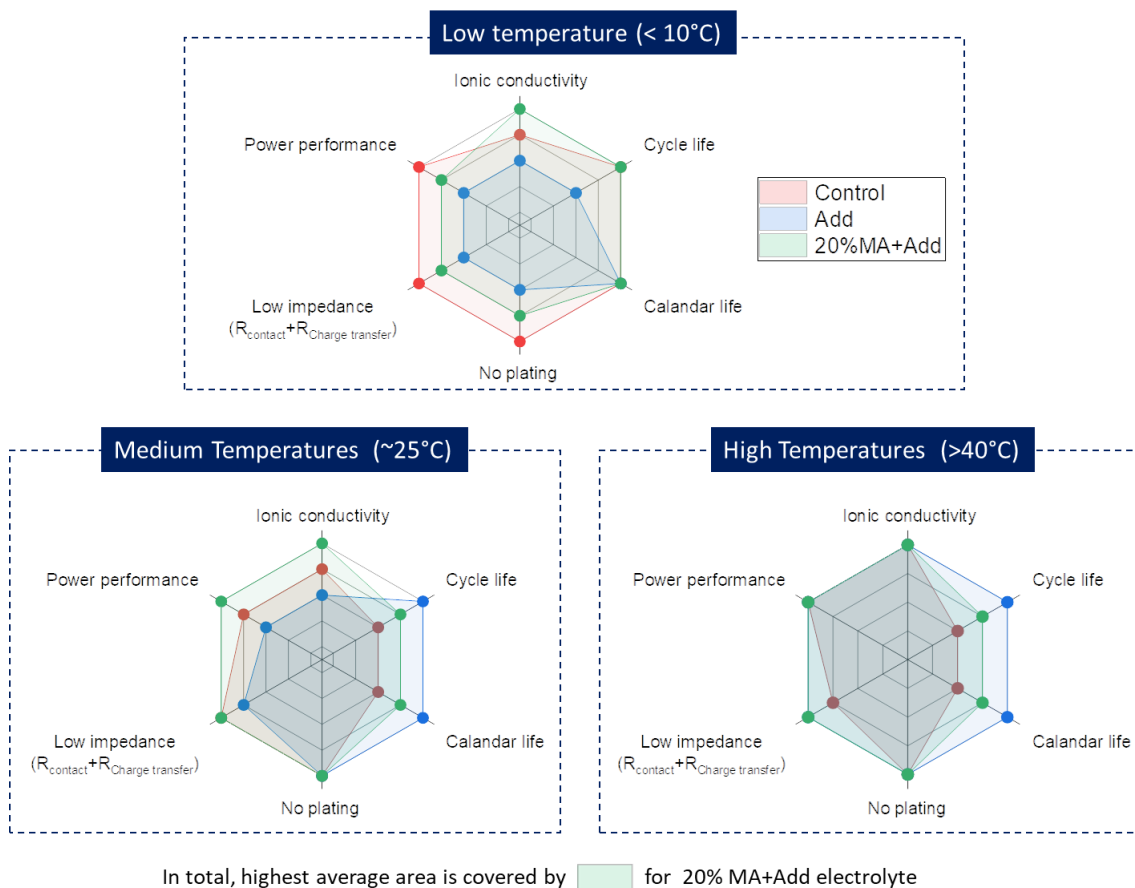 Low temperature (< 10°C)
Ionic conductivity
Power performance
Cycle life
Control
Add
20%MA+Add
Low impedance
(Rcontact+RCharge transfer)
Calandar life
No plating
Medium Temperatures (~25°C)
Ionic conductivity
Power performance
Cycle life
Low impedance
(Rcontact+RCharge transfer)
Calandar life
No plating
High Temperatures (>40°C)
Ionic conductivity
Power performance
Cycle life
Low impedance
(Rcontact+RCharge transfer)
Calandar life
No plating
In total, highest average area is covered by for 20% MA+Add electrolyte